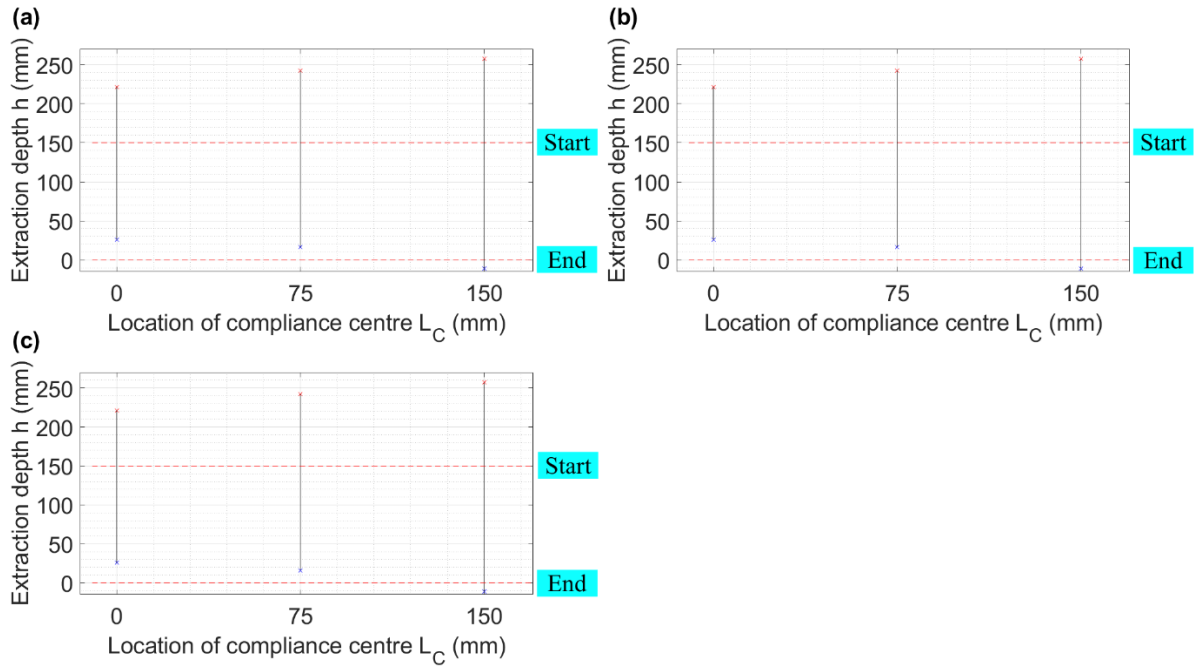 (a)
Extraction depth h (mm)
250
200
150
100
50
0
0 75 150
Location of compliance centre L_C (mm)
Start
End
(b)
Extraction depth h (mm)
250
200
150
100
50
0
0 75 150
Location of compliance centre L_C (mm)
Start
End
(c)
Extraction depth h (mm)
250
200
150
100
50
0
0 75 150
Location of compliance centre L_C (mm)
Start
End